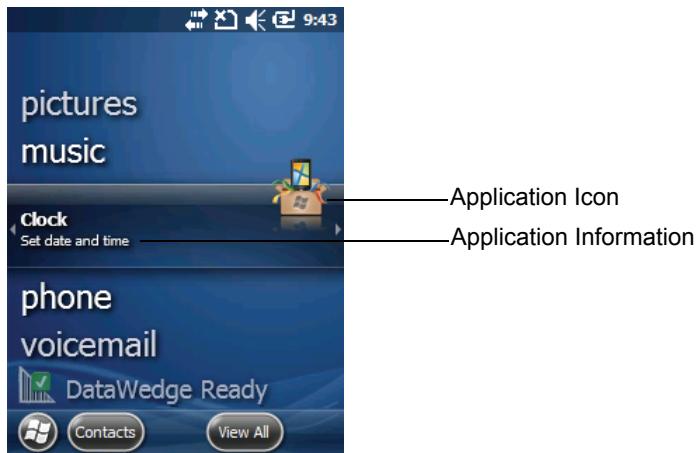 9:43
pictures
music
Application Icon
Clock
Set date and time
Application Information
phone
voicemail
DataWedge Ready
Contacts
View All